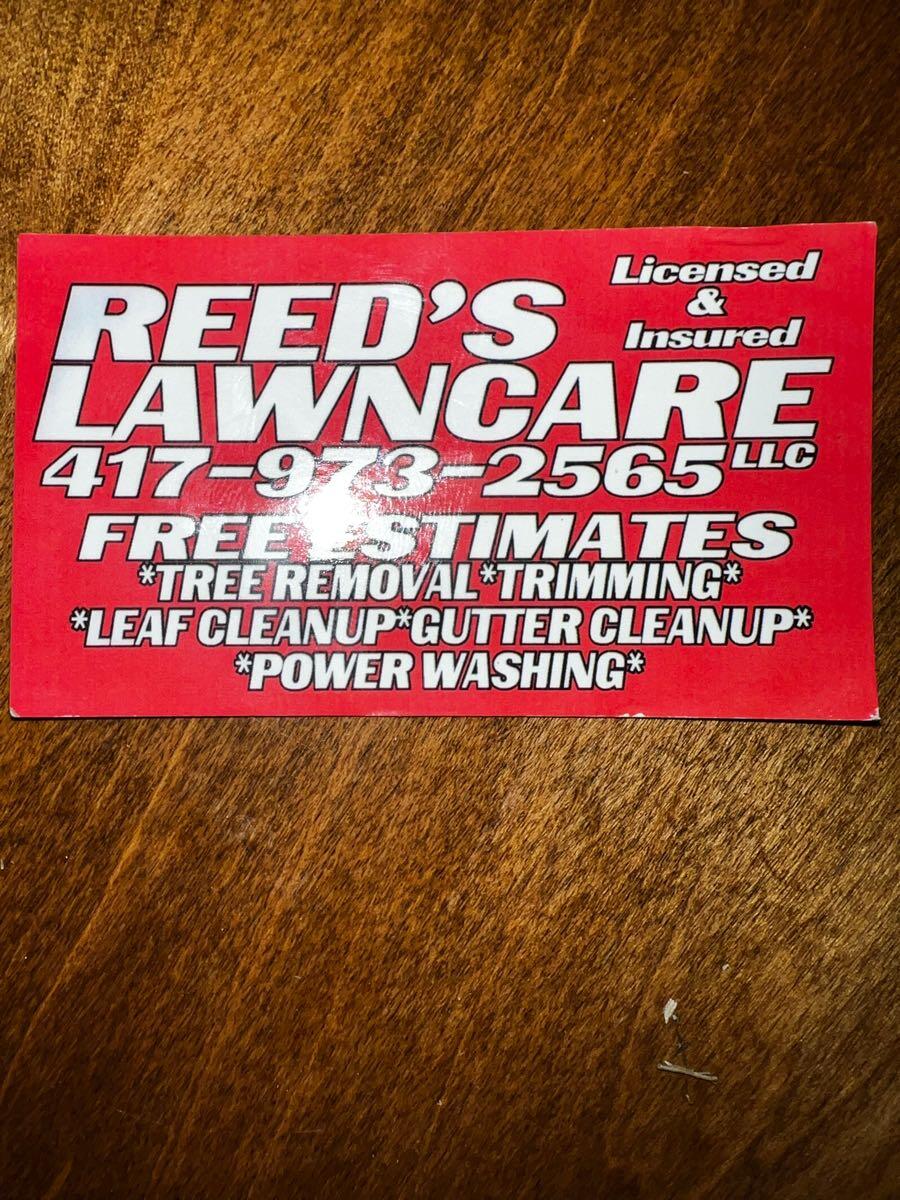 REED'S
Licensed
&
Insured
LAWNCARE
LLC
417-973-2565
FREE ESTIMATES
*TREE REMOVAL*TRIMMING*
*LEAF CLEANUP*GUTTER CLEANUP*
*POWER WASHING*